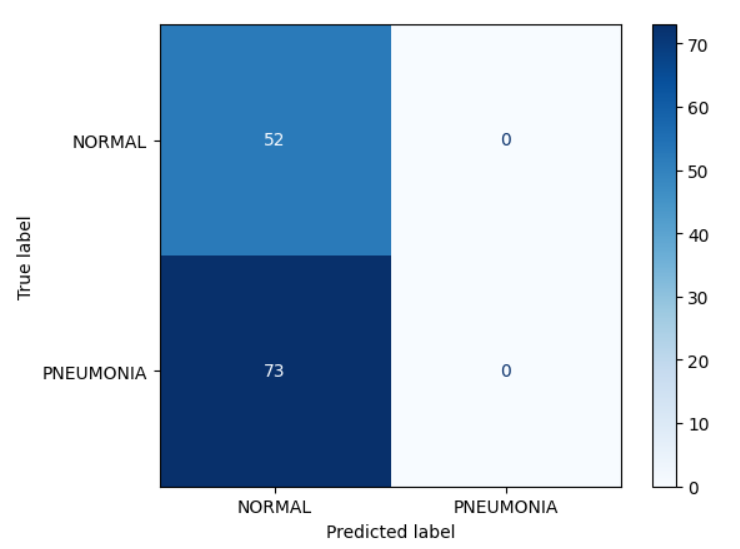 NORMAL
PNEUMONIA
True label
52
0
73
0
NORMAL
PNEUMONIA
Predicted label
70
60
50
40
30
20
10
0